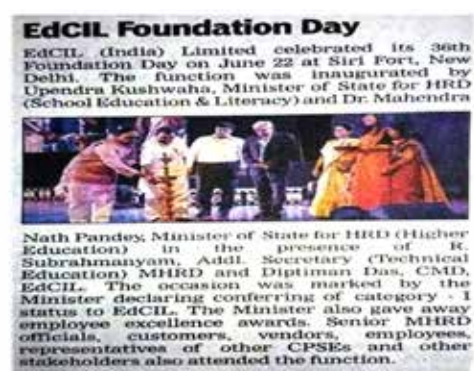 EdCIL Foundation Day
EdCIL (India) Limited celebrated its 36th
Foundation Day on June 22 at Siri Fort, New
Delhi. The function was inaugurated by
Upendra Kushwaha, Minister of State for HRD
(School Education & Literacy) and Dr. Mahendra
Nath Pandey, Minister of State for HRD (Higher
Education) in the presence of R.
Subrahmanyam, Addl. Secretary (Technical
Education) MHRD and Diptiman Das, CMD,
EdCIL. The occasion was marked by the
Minister declaring conferring of category - I
status to EdCIL. The Minister also gave away
employee excellence awards. Senior MHRD
officials, customers, vendors, employees,
representatives of other CPSEs and other
stakeholders also attended the function.